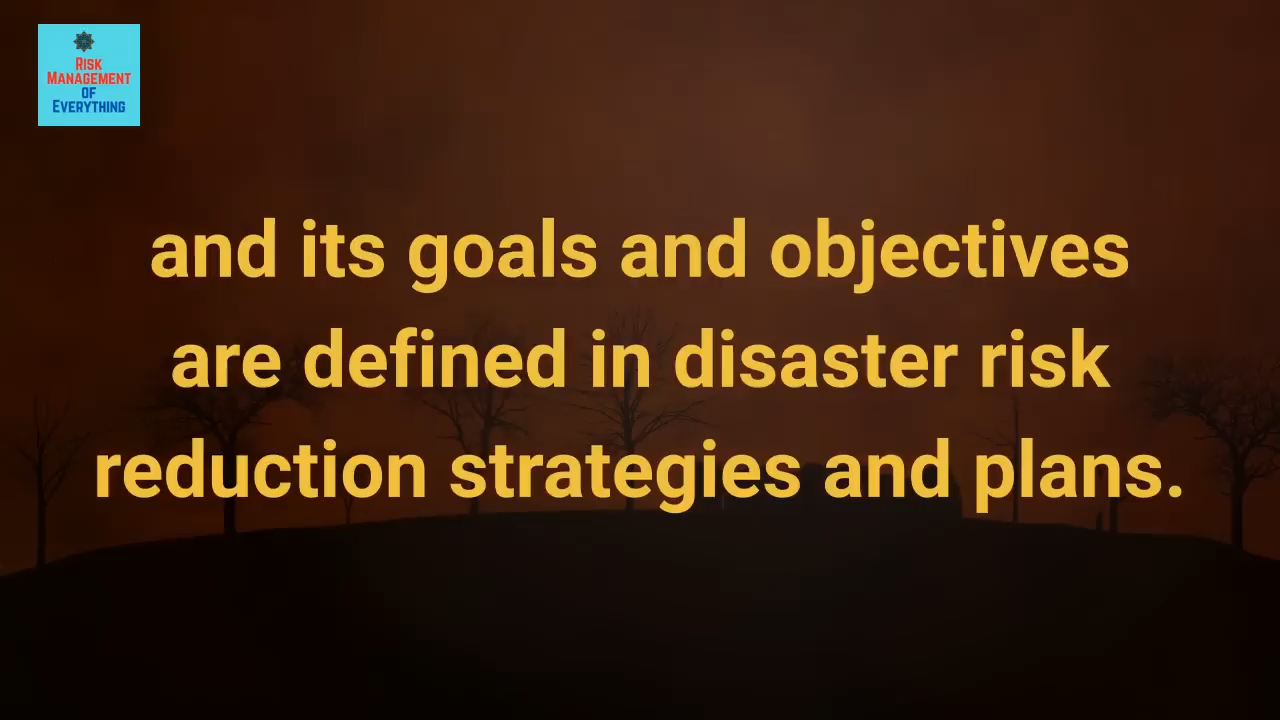 Risk
Management
of
Everything
and its goals and objectives
are defined in disaster risk
reduction strategies and plans.